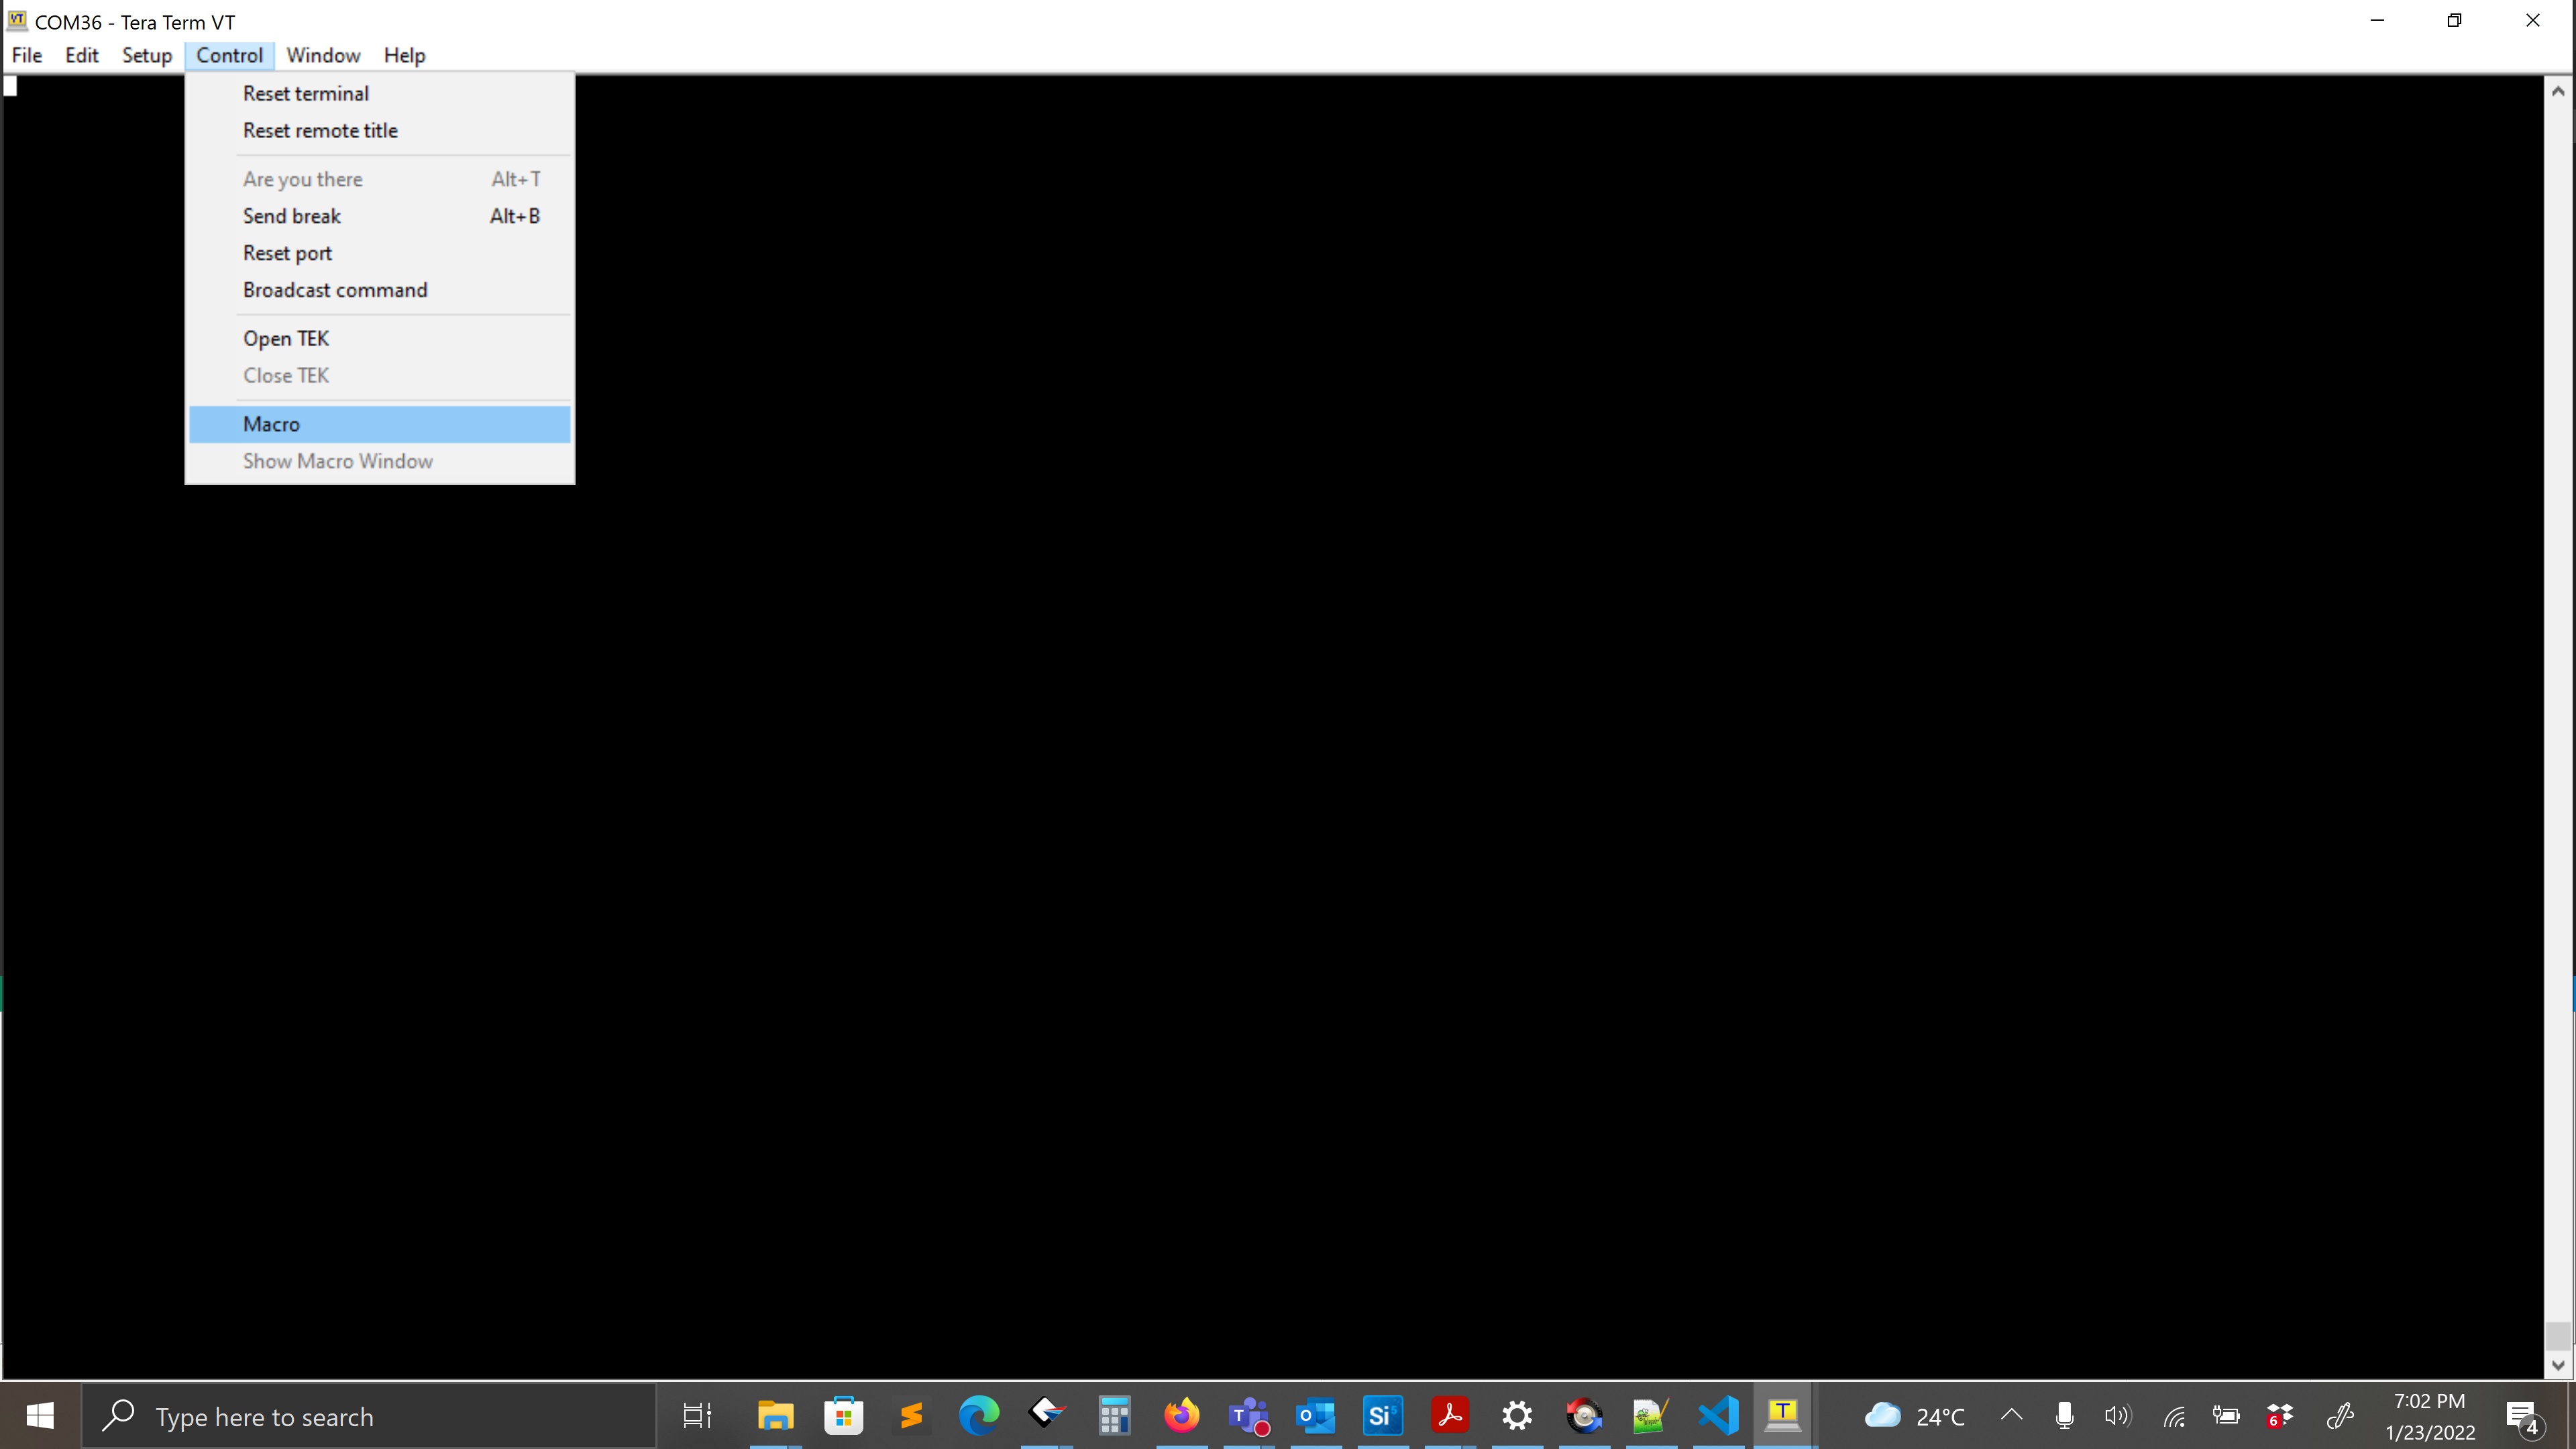 COM36 - Tera Term VT
File Edit Setup Control Window Help
Reset terminal
Reset remote title
Are you there Alt+T
Send break Alt+B
Reset port
Broadcast command
Open TEK
Close TEK
Macro
Show Macro Window
Type here to search
24°C
7:02 PM
1/23/2022
6
4